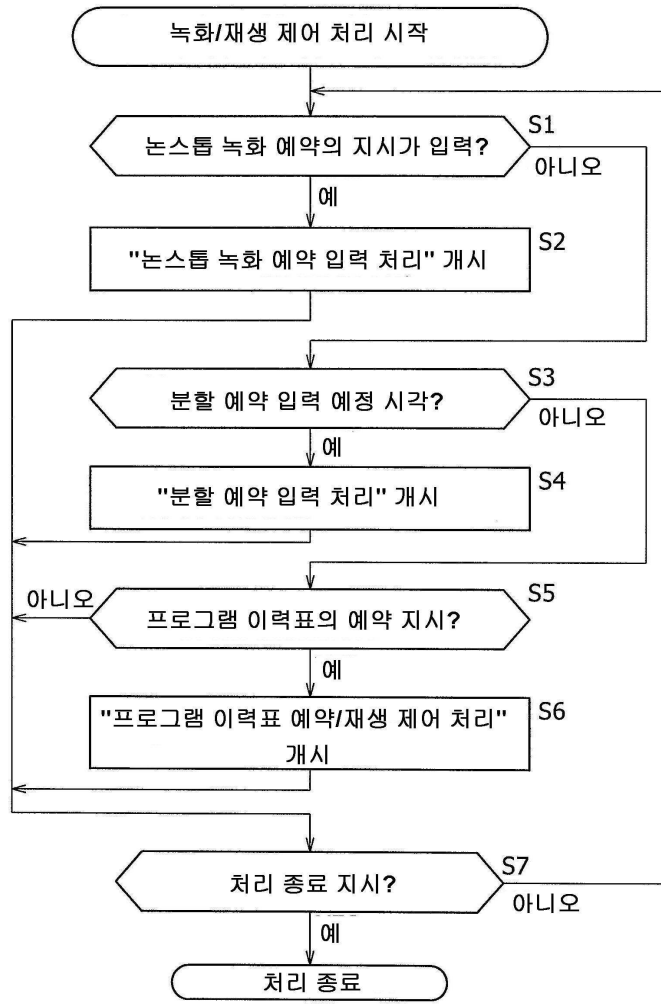 녹화/재생 제어 처리 시작
S1
논스톱 녹화 예약의 지시가 입력?
아니오
예
S2
"논스톱 녹화 예약 입력 처리" 개시
S3
분할 예약 입력 예정 시각?
아니오
예
S4
"분할 예약 입력 처리" 개시
S5
아니오
프로그램 이력표의 예약 지시?
예
S6
"프로그램 이력표 예약/재생 제어 처리"
개시
S7
처리 종료 지시?
아니오
예
처리 종료